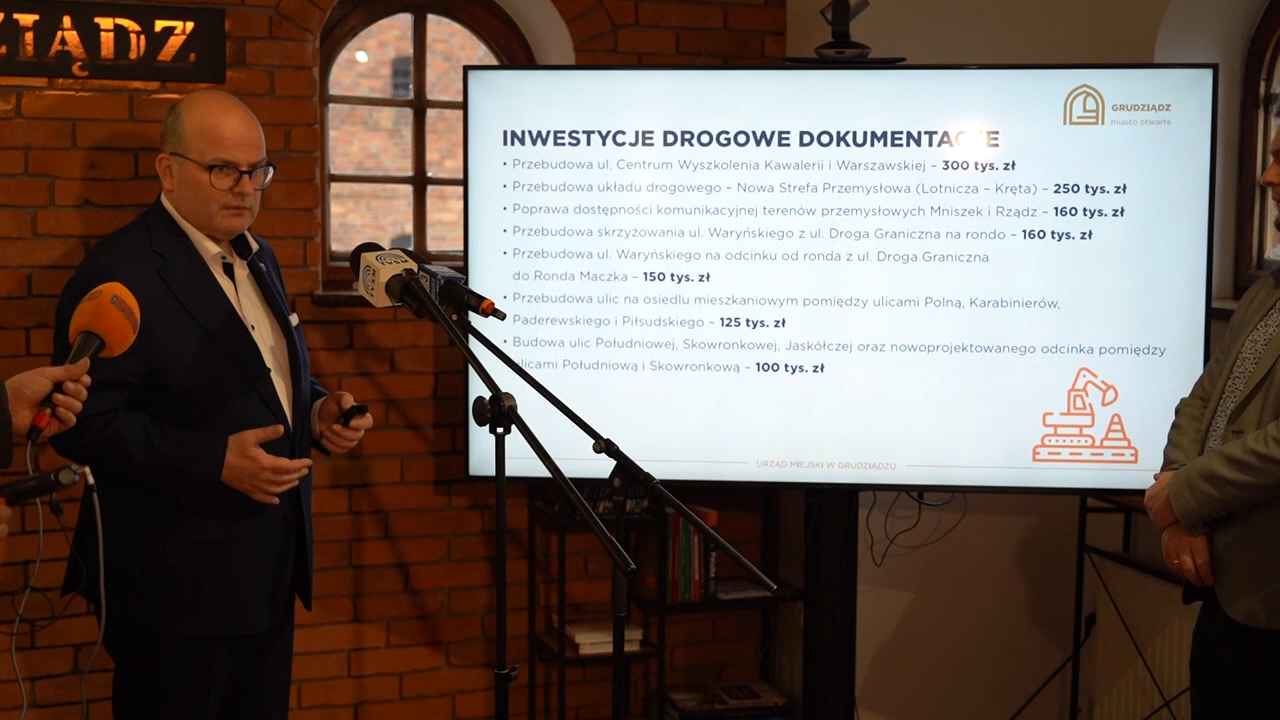 ZIĄDZ
GRUDZIĄDZ
miasto otwarte
INWESTYCJE DROGOWE DOKUMENTACJE
• Przebudowa ul. Centrum Wyszkolenia Kawalerii i Warszawskiej – 300 tys. zł
• Przebudowa układu drogowego – Nowa Strefa Przemysłowa (Lotnicza – Kręta) – 250 tys. zł
• Poprawa dostępności komunikacyjnej terenów przemysłowych Mniszek i Rządz – 160 tys. zł
• Przebudowa skrzyżowania ul. Waryńskiego z ul. Droga Graniczna na rondo – 160 tys. zł
• Przebudowa ul. Waryńskiego na odcinku od ronda z ul. Droga Graniczna
do Ronda Maczka – 150 tys. zł
• Przebudowa ulic na osiedlu mieszkaniowym pomiędzy ulicami Polną, Karabinierów,
Paderewskiego i Piłsudskiego – 125 tys. zł
• Budowa ulic Południowej, Skowronkowej, Jaskółczej oraz nowoprojektowanego odcinka pomiędzy
ulicami Południową i Skowronkową – 100 tys. zł
URZĄD MIEJSKI W GRUDZIĄDZU